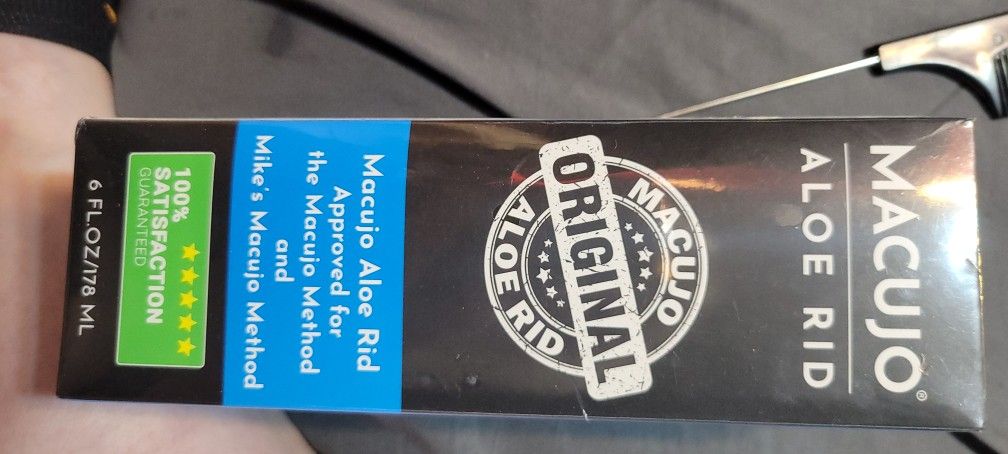 MACUJO®
ALOE RID
MACUJO
ORIGINAL
ALOE RID
Macujo Aloe Rid
Approved for
the Macujo Method
and
Mike's Macujo Method
100%
SATISFACTION
GUARANTEED
6 FL.OZ/178 ML